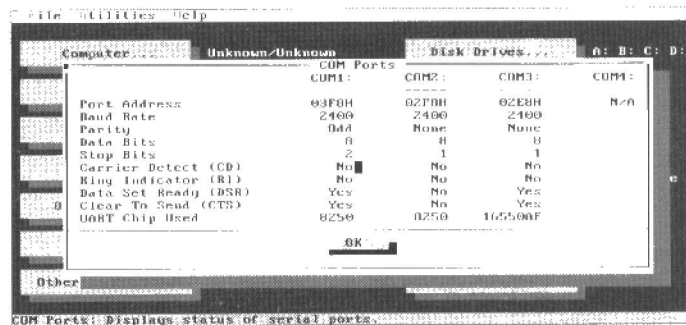 File Utilities Help
Computer... Unknown/Unknown Disk Drives... A: B: C: D:
COM Ports
COM1: COM2: COM3: COM4:
Port Address 03F8H 02F8H 02E8H N/A
Baud Rate 2400 2400 2400
Parity Odd None None
Data Bits 8 8 8
Stop Bits 2 1 1
Carrier Detect (CD) No No No
Ring Indicator (RI) No No No
Data Set Ready (DSR) Yes No Yes
Clear To Send (CTS) Yes No Yes
UART Chip Used 8250 8250 16550AF
OK
Other
COM Ports: Displays status of serial ports.